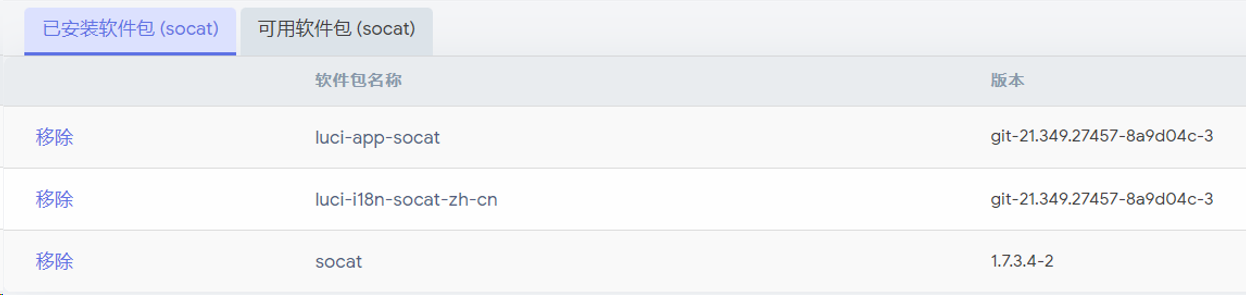 已安装软件包 (socat) 可用软件包 (socat)
软件包名称 版本
移除 luci-app-socat git-21.349.27457-8a9d04c-3
移除 luci-i18n-socat-zh-cn git-21.349.27457-8a9d04c-3
移除 socat 1.7.3.4-2